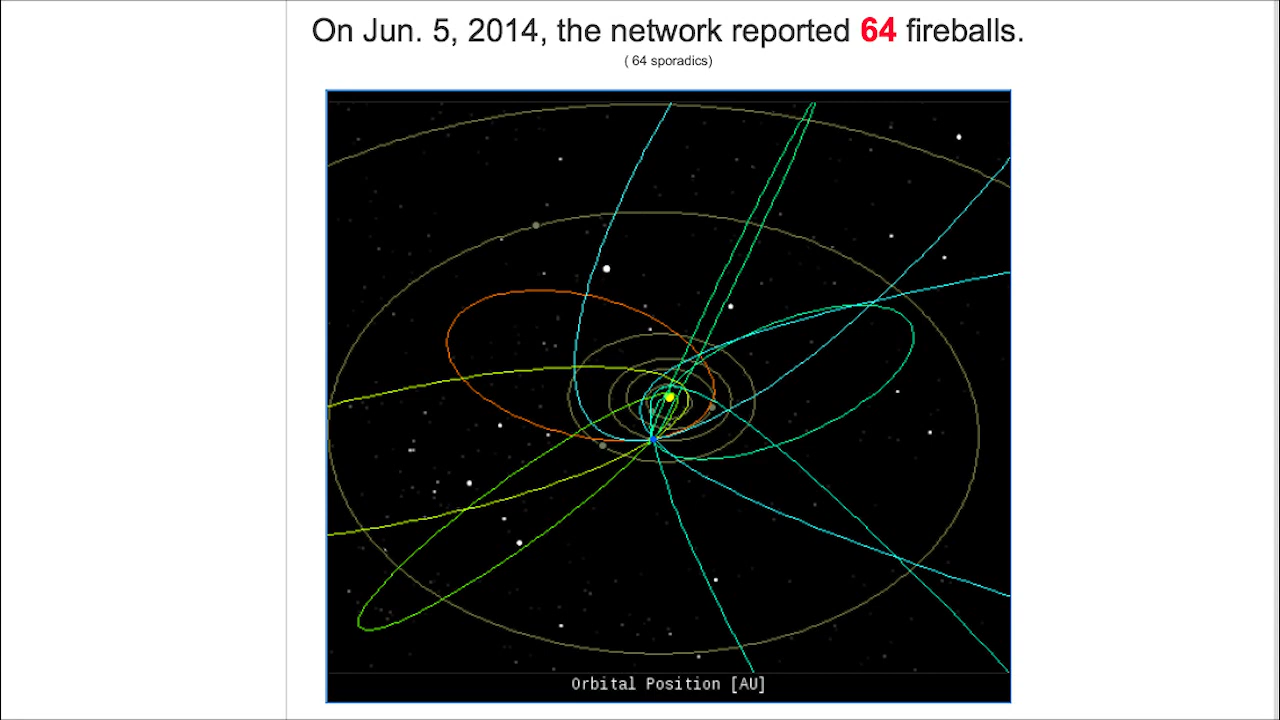 On Jun. 5, 2014, the network reported 64 fireballs.
( 64 sporadics)
Orbital Position [AU]